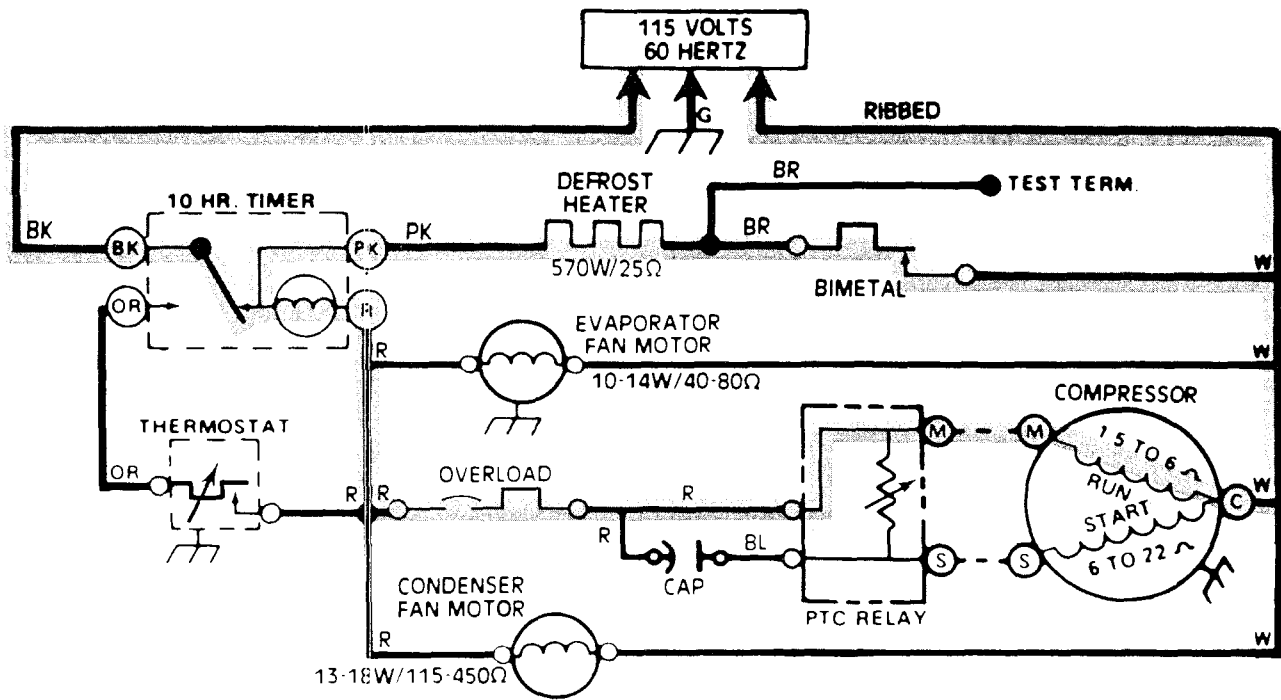 115 VOLTS
60 HERTZ
G
RIBBED
BR
TEST TERM.
DEFROST
HEATER
10 HR. TIMER
BK
BK
PK
PK
BR
W
570W/25Ω
BIMETAL
OR
R
EVAPORATOR
FAN MOTOR
R
W
10-14W/40-80Ω
COMPRESSOR
THERMOSTAT
M
M
1.5 TO 6
OVERLOAD
RUN
W
OR
R
R
R
C
START
R
BL
S
S
6 TO 22
CAP
CONDENSER
FAN MOTOR
PTC RELAY
R
W
13-18W/115-450Ω